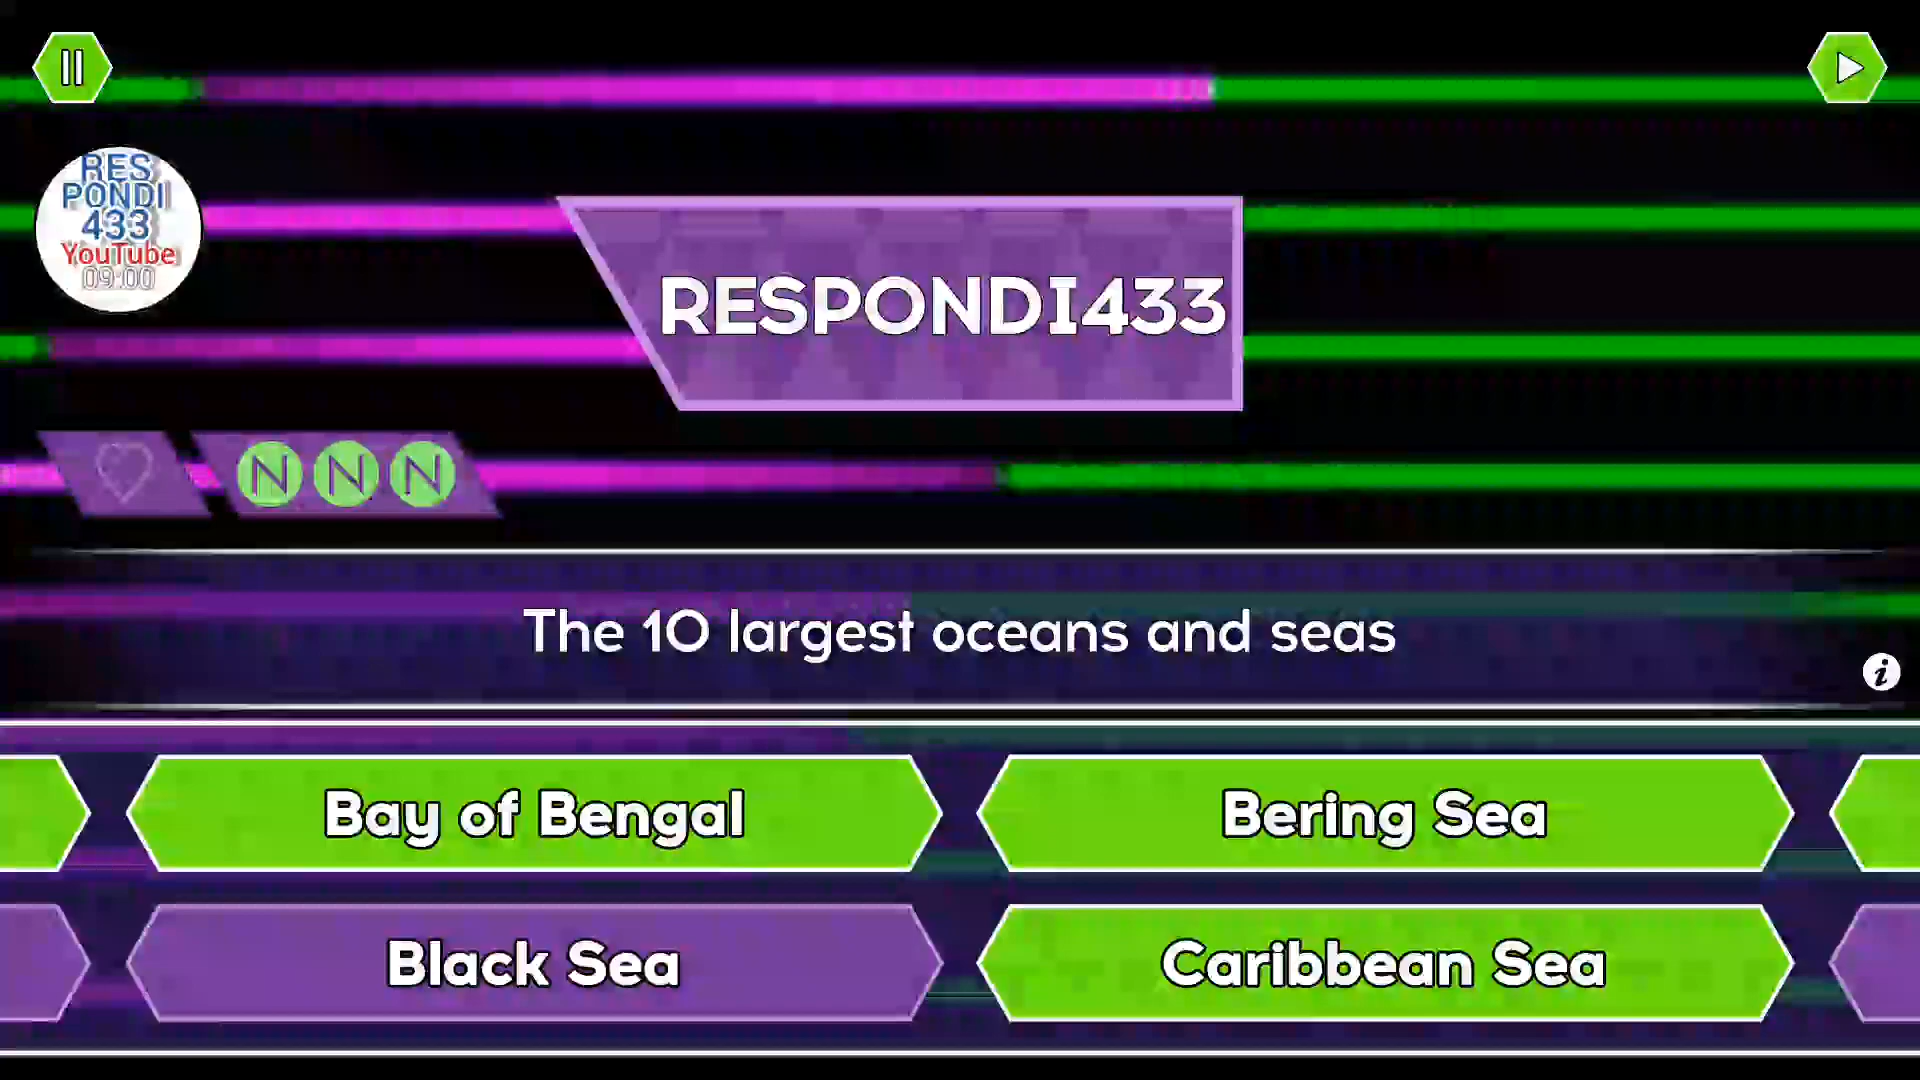 RES
PONDI
433
YouTube
09:00
RESPONDI433
N N N
The 10 largest oceans and seas
i
Bay of Bengal
Bering Sea
Black Sea
Caribbean Sea